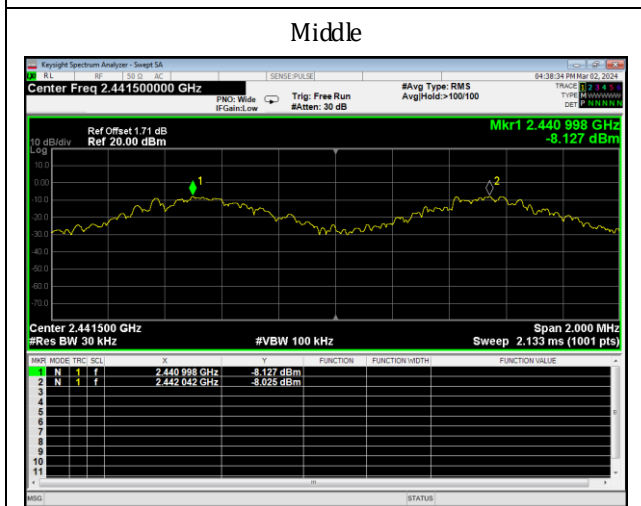 Middle
Keysight Spectrum Analyzer - Swept SA
RL RF 50 Ω AC SENSE:PULSE 04:38:34 PM Mar 02, 2024
Center Freq 2.441500000 GHz #Avg Type: RMS TRACE 1 2 3 4 5 6
PNO: Wide Trig: Free Run Avg|Hold:>100/100 TYPE M WWWWW
IFGain:Low #Atten: 30 dB DET P N N N N N
Mkr1 2.440 998 GHz
Ref Offset 1.71 dB
10 dB/div Ref 20.00 dBm -8.127 dBm
Log
10.0
0.00
1
2
-10.0
-20.0
-30.0
-40.0
-50.0
-60.0
-70.0
Center 2.441500 GHz Span 2.000 MHz
#Res BW 30 kHz #VBW 100 kHz Sweep 2.133 ms (1001 pts)
MKR MODE TRC SCL X Y FUNCTION FUNCTION WIDTH FUNCTION VALUE
1 N 1 f 2.440 998 GHz -8.127 dBm
2 N 1 f 2.442 042 GHz -8.025 dBm
3
4
5
6
7
8
9
10
11
MSG STATUS